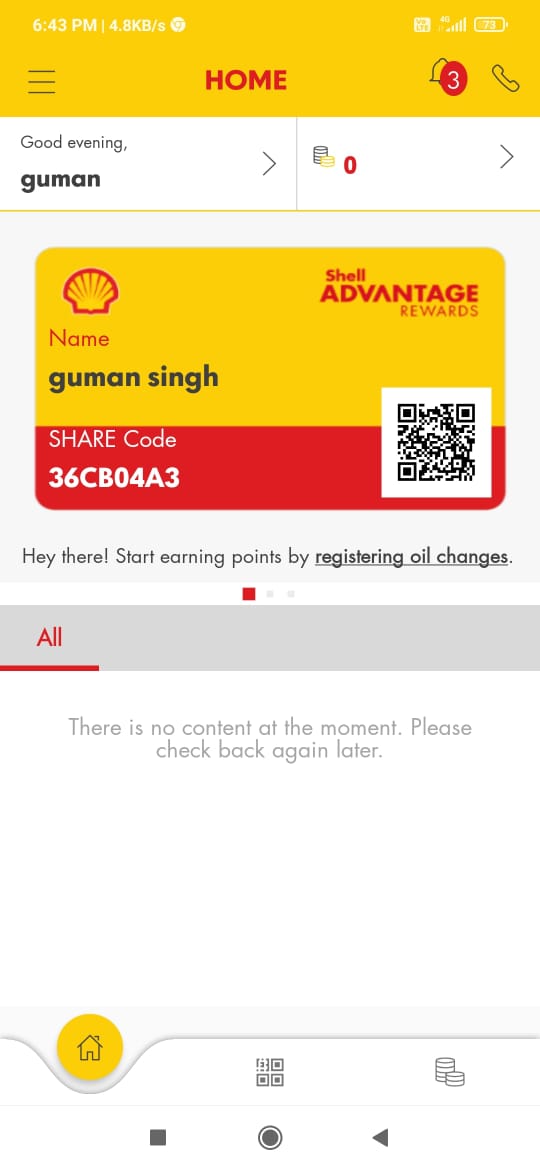 6:43 PM | 4.8KB/s
Vo LTE 4G 73
HOME
3
Good evening,
guman
0
Shell
ADVANTAGE
REWARDS
Name
guman singh
SHARE Code
36CB04A3
Hey there! Start earning points by registering oil changes.
All
There is no content at the moment. Please
check back again later.